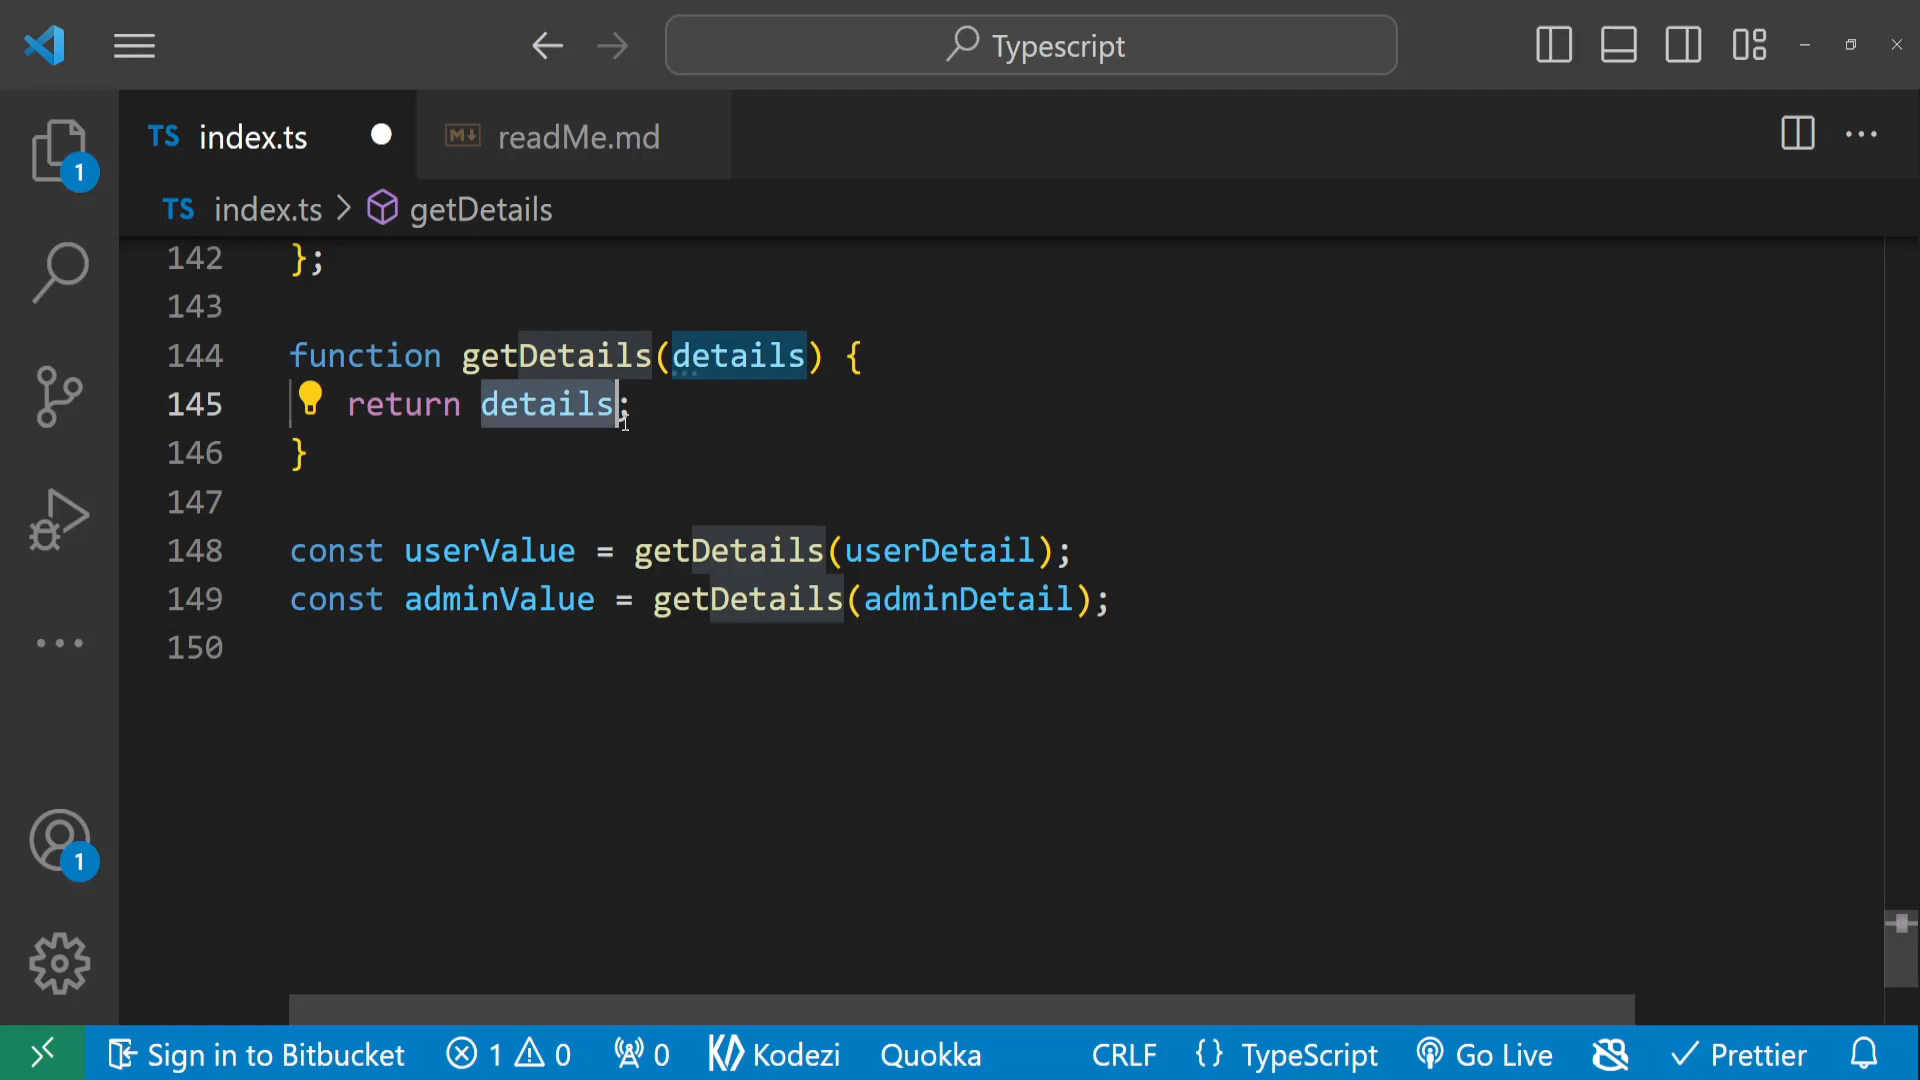 Typescript
TS index.ts
M↓ readMe.md
TS index.ts > getDetails
142 };
143
144 function getDetails(details) {
145 return details;
146 }
147
148 const userValue = getDetails(userDetail);
149 const adminValue = getDetails(adminDetail);
150
1
1
Sign in to Bitbucket 1 0 0 Kodezi Quokka CRLF {} TypeScript Go Live Prettier